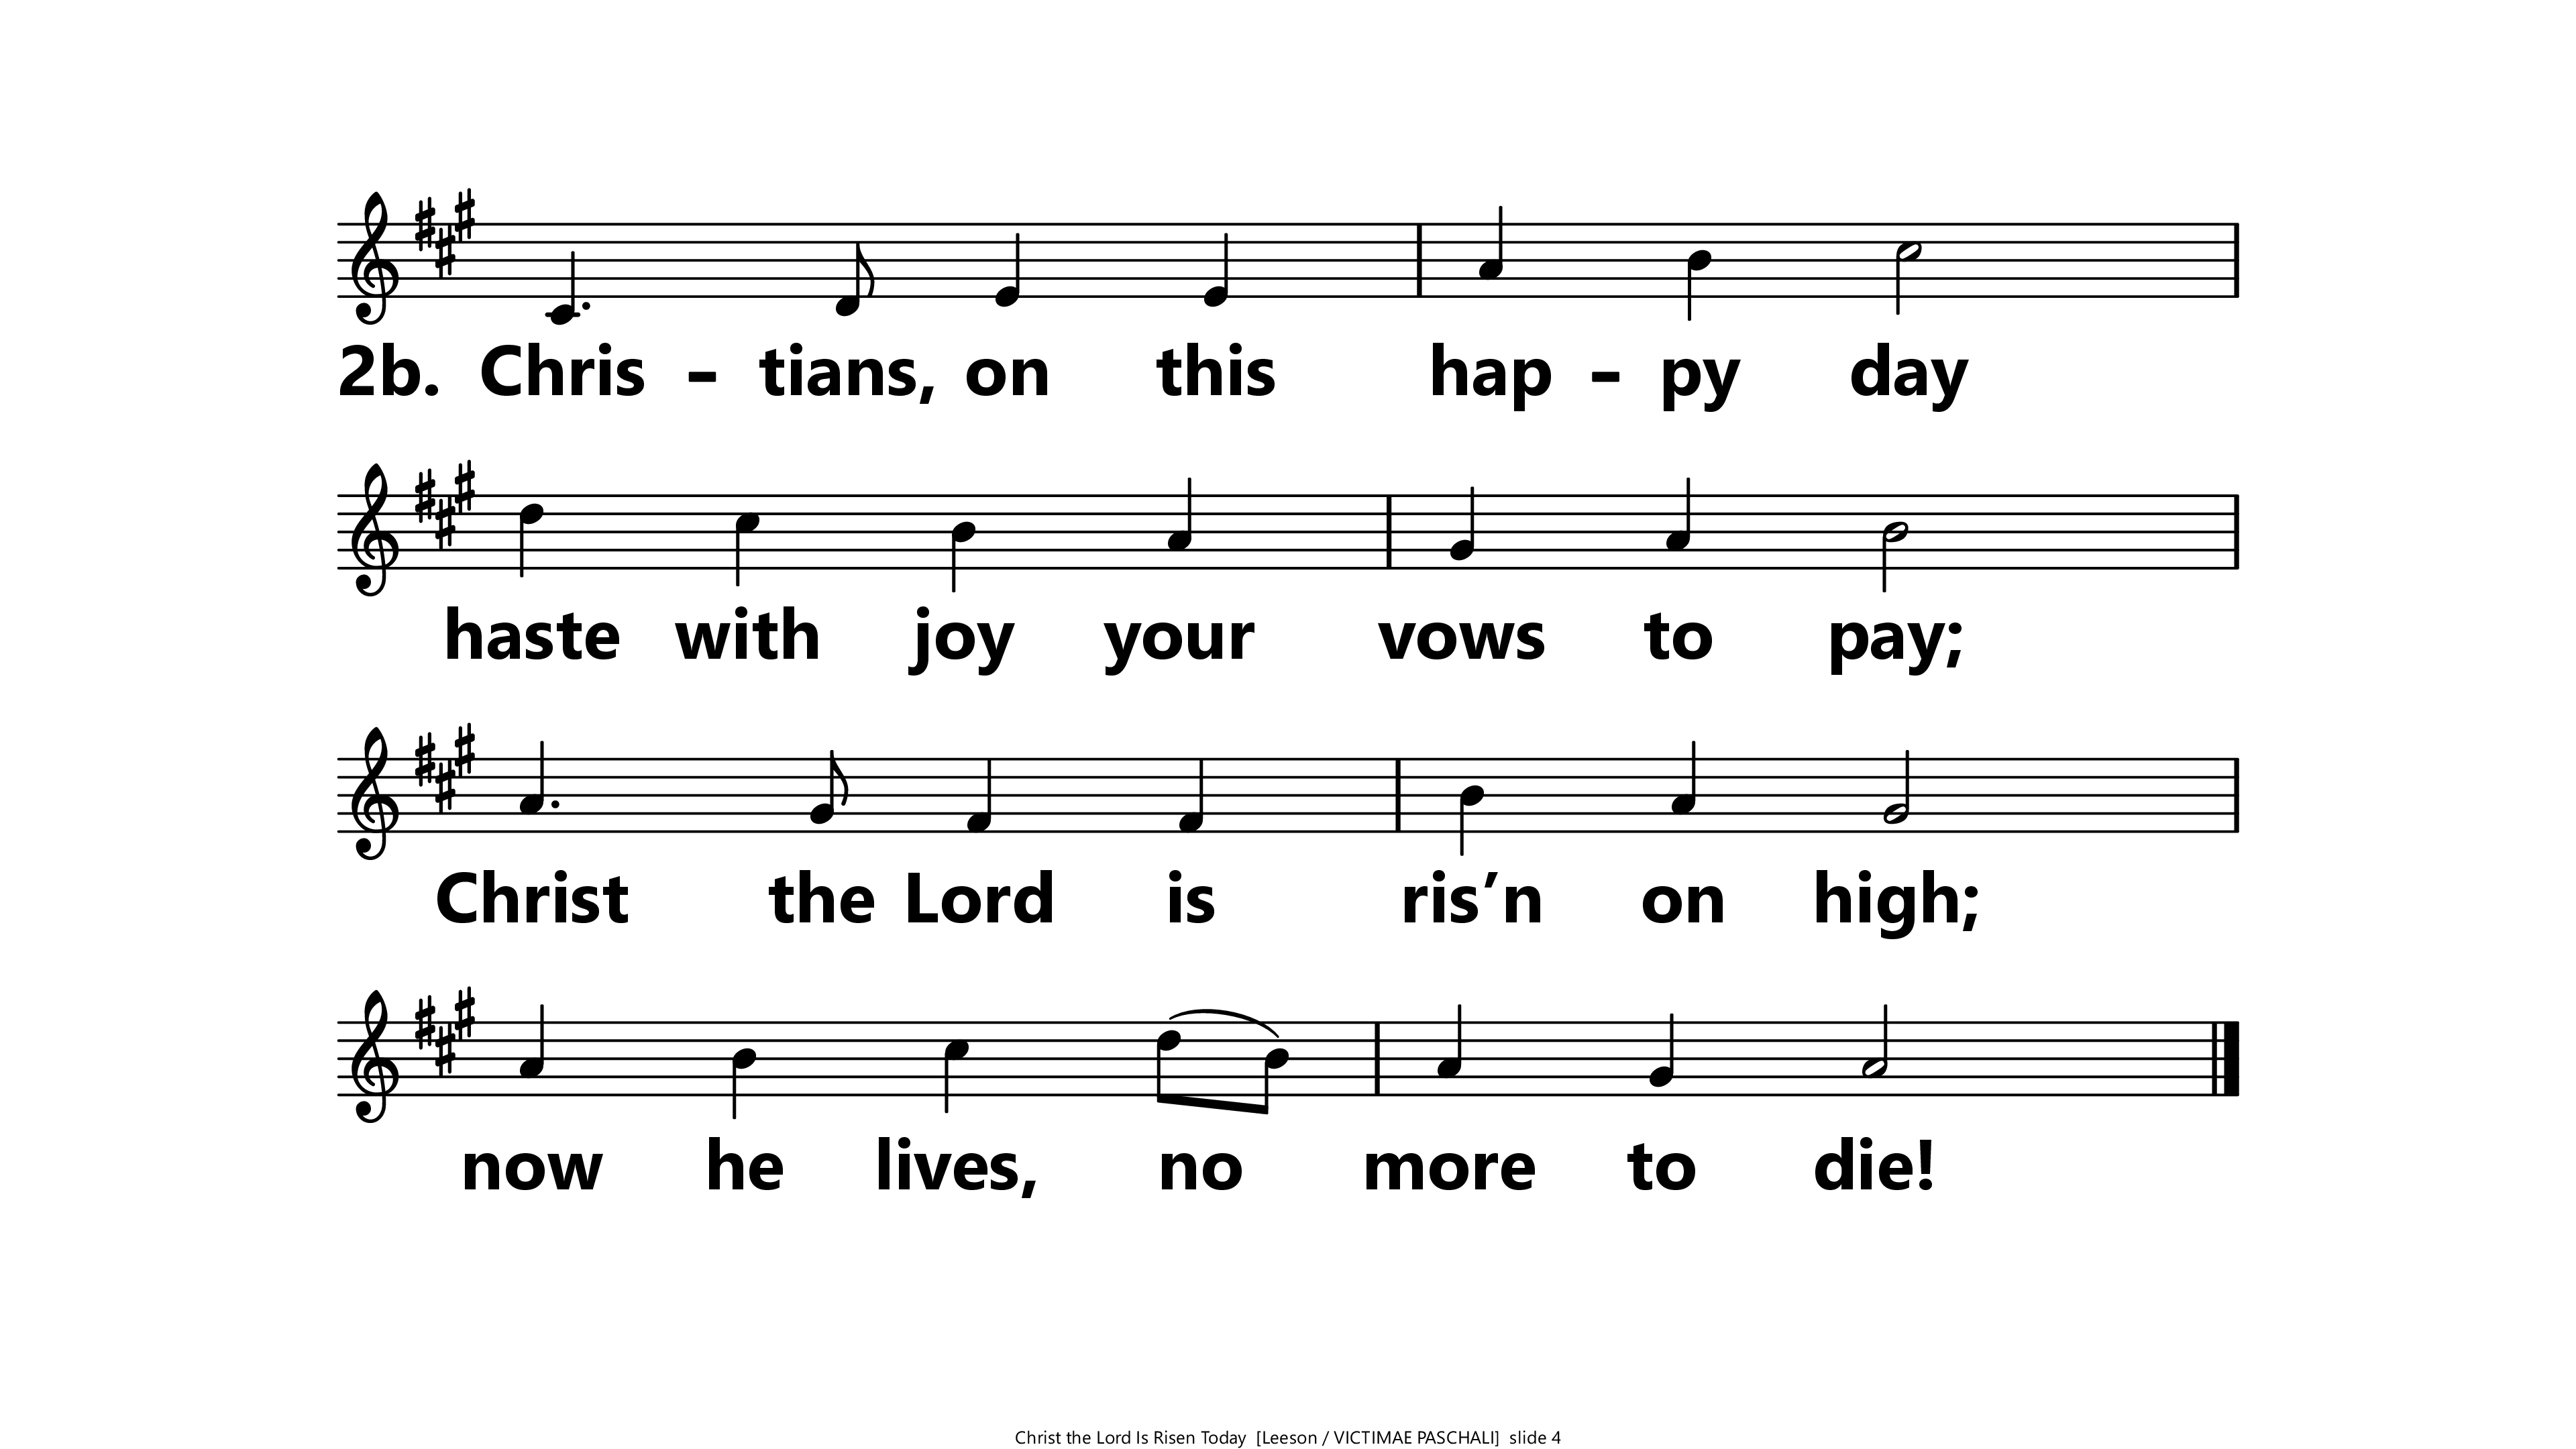 2b. Chris - tians, on this hap - py day
haste with joy your vows to pay;
Christ the Lord is ris’n on high;
now he lives, no more to die!
Christ the Lord Is Risen Today [Leeson / VICTIMAE PASCHALI] slide 4